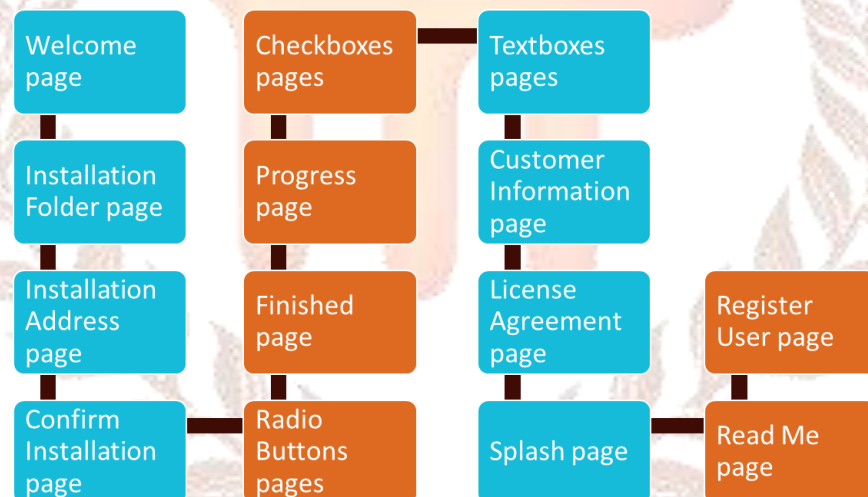 Welcome
page
Installation
Folder page
Installation
Address
page
Confirm
Installation
page
Radio
Buttons
pages
Finished
page
Progress
page
Checkboxes
pages
Textboxes
pages
Customer
Information
page
License
Agreement
page
Splash page
Read Me
page
Register
User page